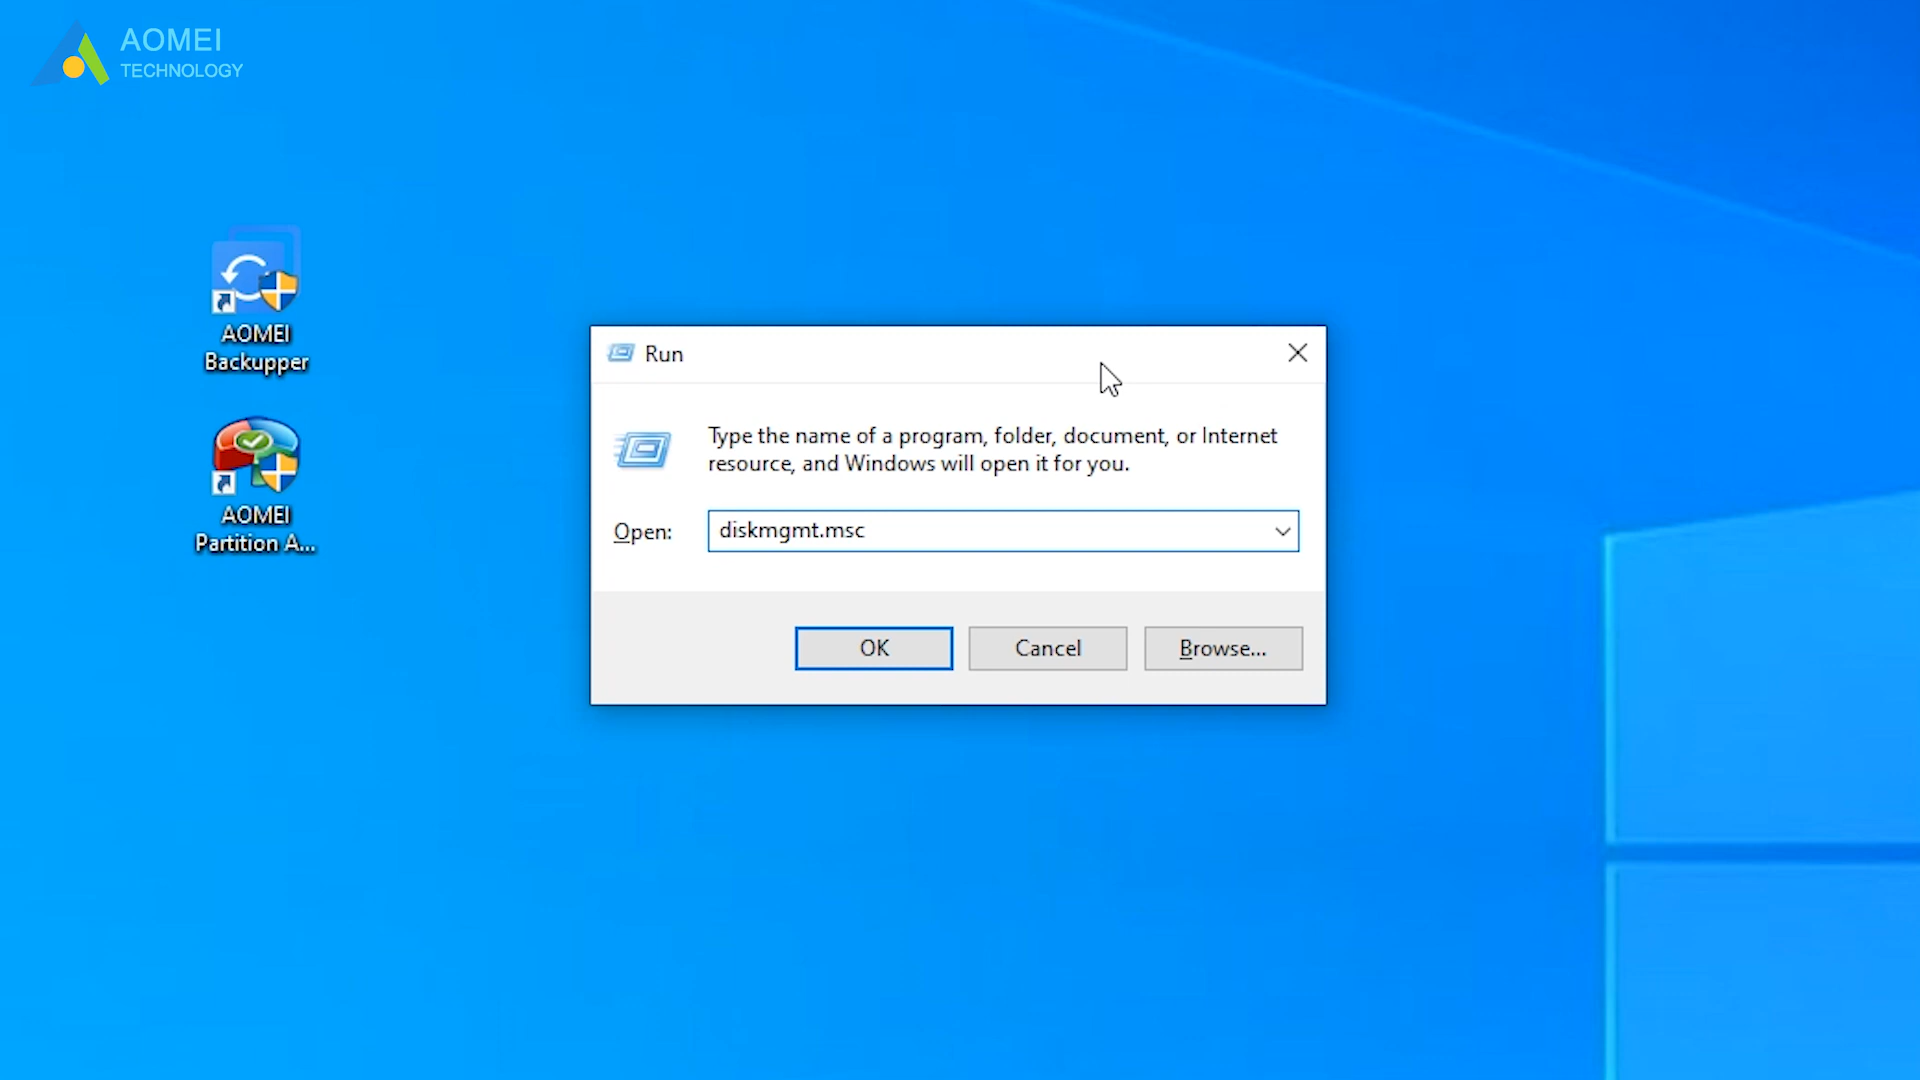 AOMEI
TECHNOLOGY
AOMEI
Backupper
AOMEI
Partition A...
Run
Type the name of a program, folder, document, or Internet
resource, and Windows will open it for you.
Open:
diskmgmt.msc
OK
Cancel
Browse...